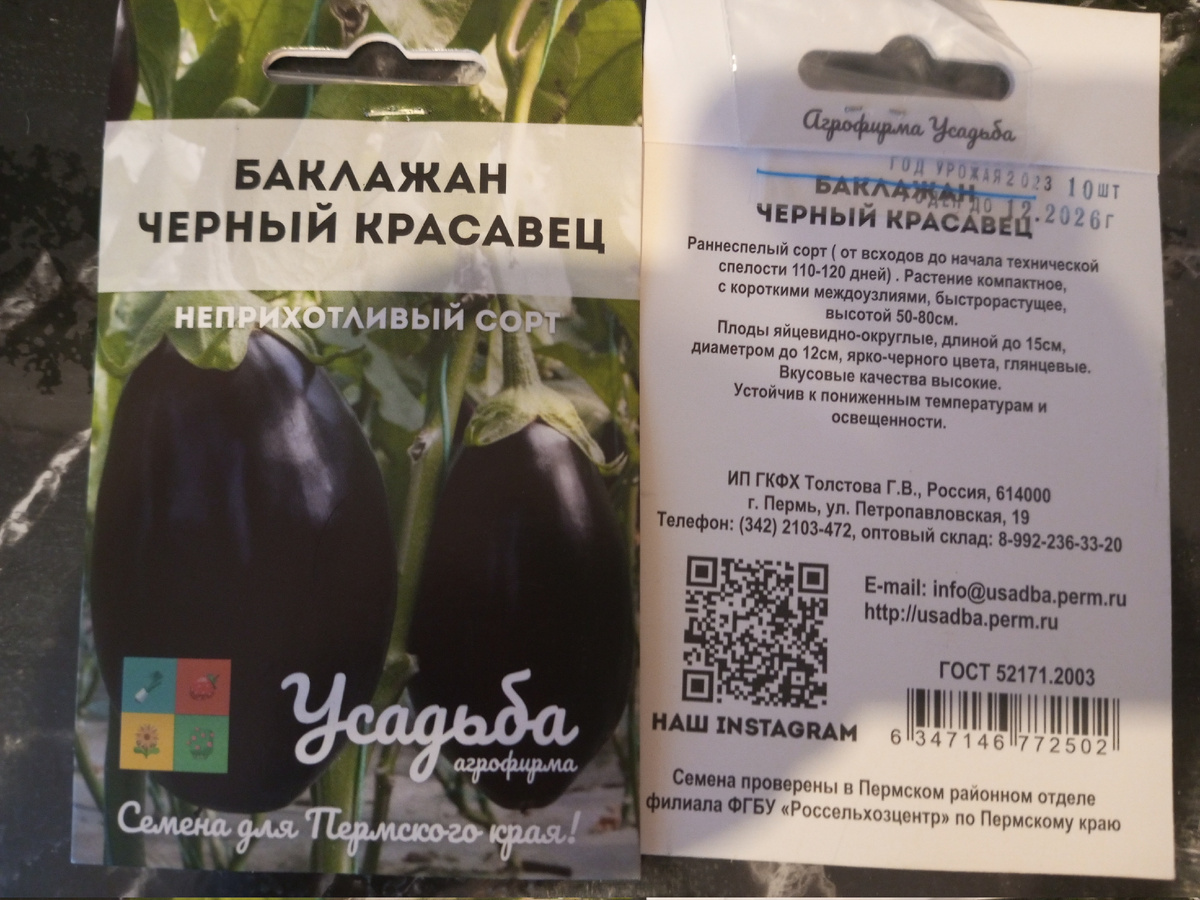 БАКЛАЖАН
ЧЕРНЫЙ КРАСАВЕЦ
НЕПРИХОТЛИВЫЙ СОРТ
Усадьба
агрофирма
Семена для Пермского края!
Агрофирма Усадьба
ГОД УРОЖАЯ 2023 10шт
БАКЛАЖАН
ДО 12.2026г
ЧЕРНЫЙ КРАСАВЕЦ
Раннеспелый сорт ( от всходов до начала технической
спелости 110-120 дней) . Растение компактное,
с короткими междоузлиями, быстрорастущее,
высотой 50-80см.
Плоды яйцевидно-округлые, длиной до 15см,
диаметром до 12см, ярко-черного цвета, глянцевые.
Вкусовые качества высокие.
Устойчив к пониженным температурам и
освещенности.
ИП ГКФХ Толстова Г.В., Россия, 614000
г. Пермь, ул. Петропавловская, 19
Телефон: (342) 2103-472, оптовый склад: 8-992-236-33-20
E-mail: info@usadba.perm.ru
http://usadba.perm.ru
ГОСТ 52171.2003
НАШ INSTAGRAM
6 347146 772502
Семена проверены в Пермском районном отделе
филиала ФГБУ «Россельхозцентр» по Пермскому краю